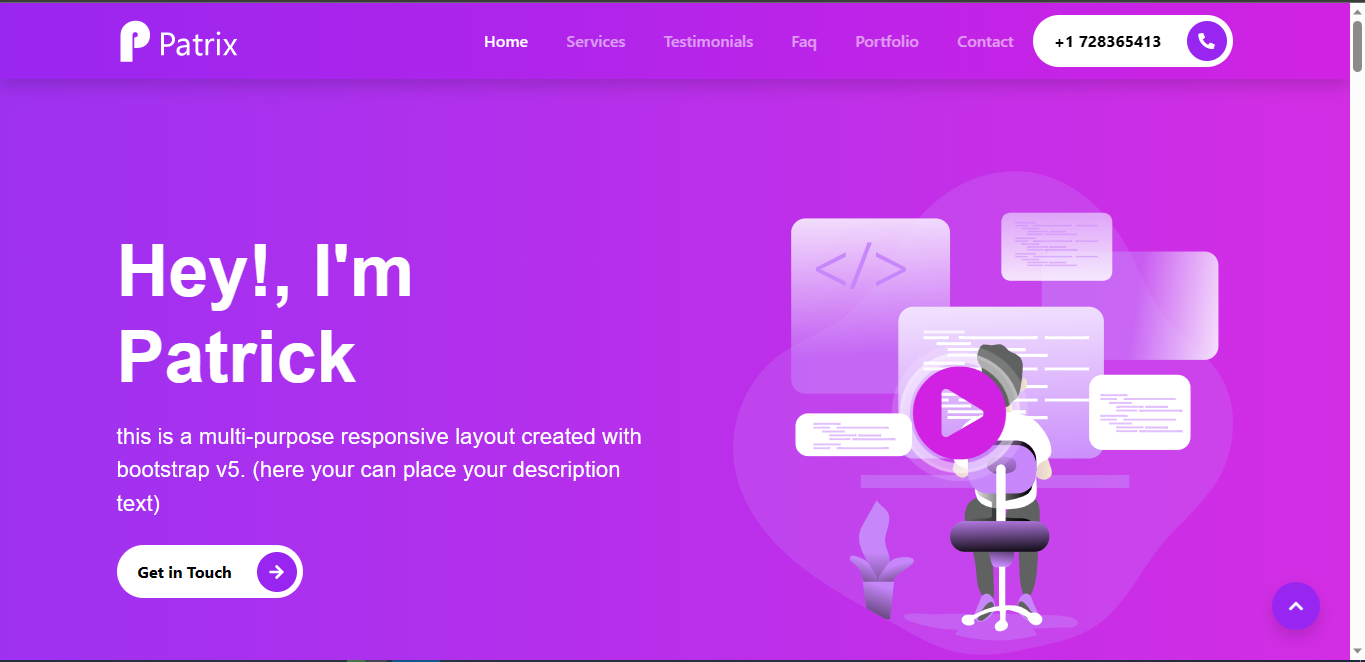 Patrix
Home Services Testimonials Faq Portfolio Contact +1 728365413
Hey!, I'm
Patrick
</>
this is a multi-purpose responsive layout created with
bootstrap v5. (here your can place your description
text)
Get in Touch